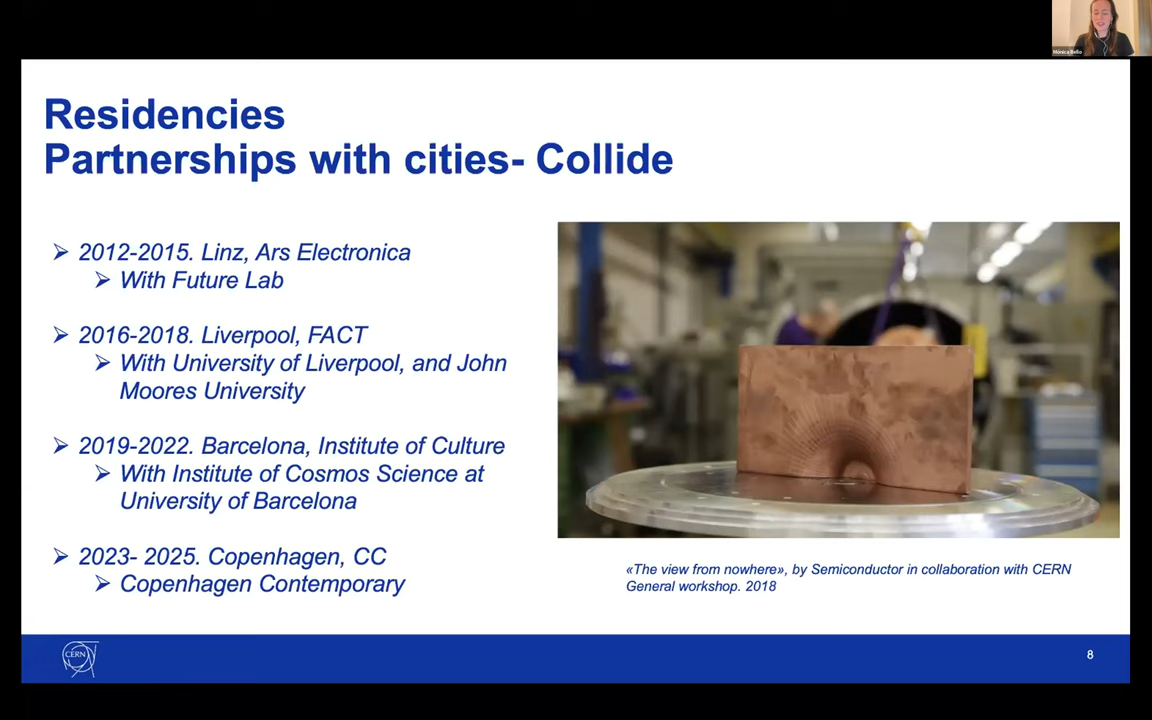 Mónica Bello
Residencies
Partnerships with cities- Collide
➢ 2012-2015. Linz, Ars Electronica
➢ With Future Lab
➢ 2016-2018. Liverpool, FACT
➢ With University of Liverpool, and John
Moores University
➢ 2019-2022. Barcelona, Institute of Culture
➢ With Institute of Cosmos Science at
University of Barcelona
➢ 2023- 2025. Copenhagen, CC
➢ Copenhagen Contemporary
«The view from nowhere», by Semiconductor in collaboration with CERN
General workshop. 2018
CERN
8